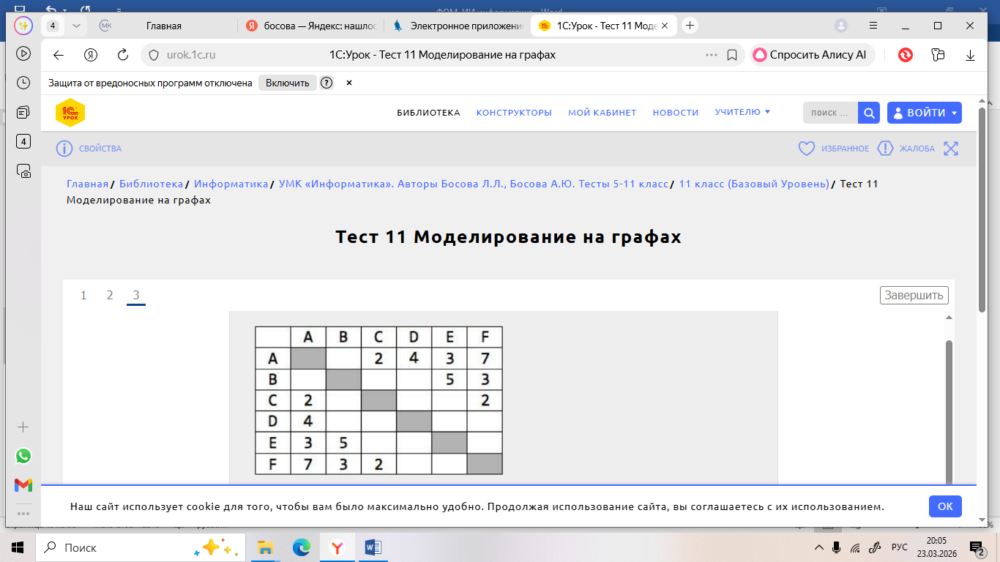 4
МК
Главная
босова — Яндекс: нашлос
Электронное приложени
1С:Урок - Тест 11 Моде
urok.1c.ru
1С:Урок - Тест 11 Моделирование на графах
Спросить Алису AI
Защита от вредоносных программ отключена Включить ? ×
1С УРОК
БИБЛИОТЕКА КОНСТРУКТОРЫ МОЙ КАБИНЕТ НОВОСТИ УЧИТЕЛЮ
поиск ...
ВОЙТИ
4
СВОЙСТВА
ИЗБРАННОЕ ЖАЛОБА
Главная / Библиотека / Информатика / УМК «Информатика». Авторы Босова Л.Л., Босова А.Ю. Тесты 5-11 класс / 11 класс (Базовый Уровень) / Тест 11
Моделирование на графах
Тест 11 Моделирование на графах
1 2 3
Завершить
A B C D E F
A 2 4 3 7
B 5 3
C 2 2
D 4
E 3 5
F 7 3 2
Наш сайт использует cookie для того, чтобы вам было максимально удобно. Продолжая использование сайта, вы соглашаетесь с их использованием.
ОК
Поиск
РУС
20:05
23.03.2026
2